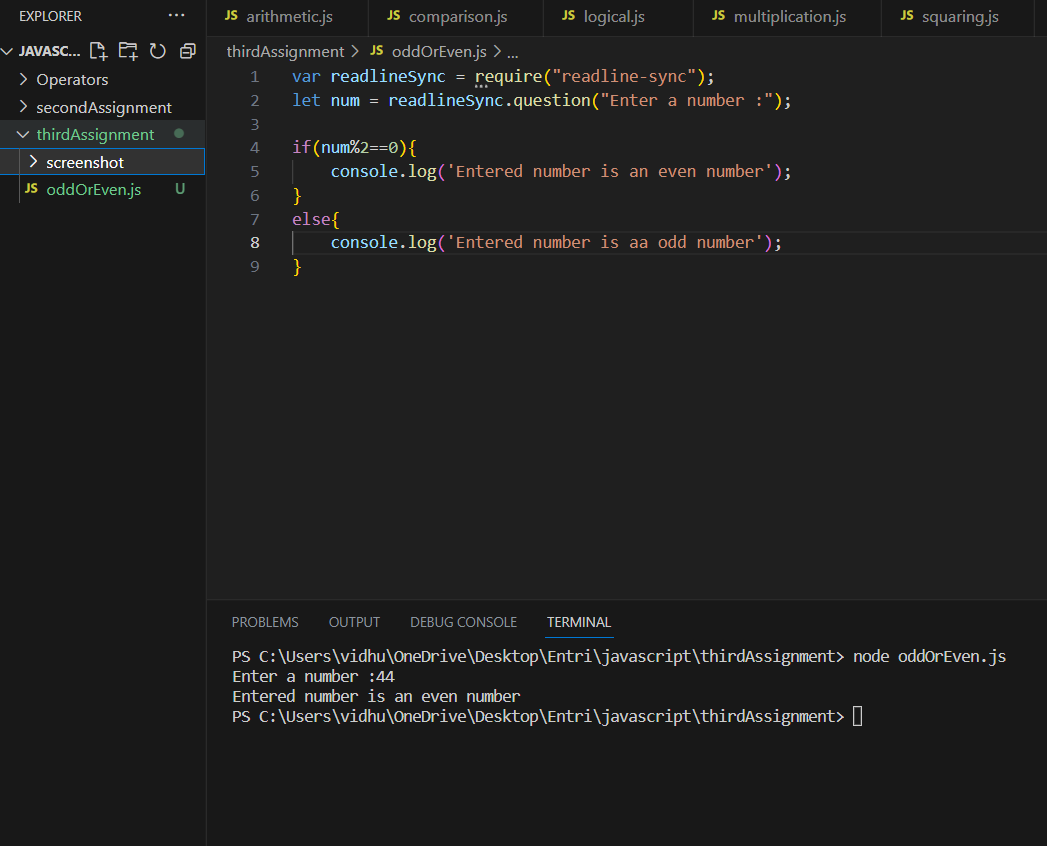 EXPLORER ...
JAVASC...
Operators
secondAssignment
thirdAssignment
screenshot
JS oddOrEven.js U
JS arithmetic.js JS comparison.js JS logical.js JS multiplication.js JS squaring.js
thirdAssignment > JS oddOrEven.js > ...
1 var readlineSync = require("readline-sync");
2 let num = readlineSync.question("Enter a number :");
3
4 if(num%2==0){
5     console.log('Entered number is an even number');
6 }
7 else{
8     console.log('Entered number is aa odd number');
9 }
PROBLEMS OUTPUT DEBUG CONSOLE TERMINAL
PS C:\Users\vidhu\OneDrive\Desktop\Entri\javascript\thirdAssignment> node oddOrEven.js
Enter a number :44
Entered number is an even number
PS C:\Users\vidhu\OneDrive\Desktop\Entri\javascript\thirdAssignment>